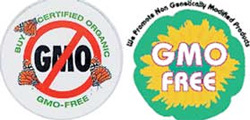 BUY CERTIFIED ORGANIC
GMO
GMO-FREE
We Promote Non Genetically Modified Products
GMO
FREE